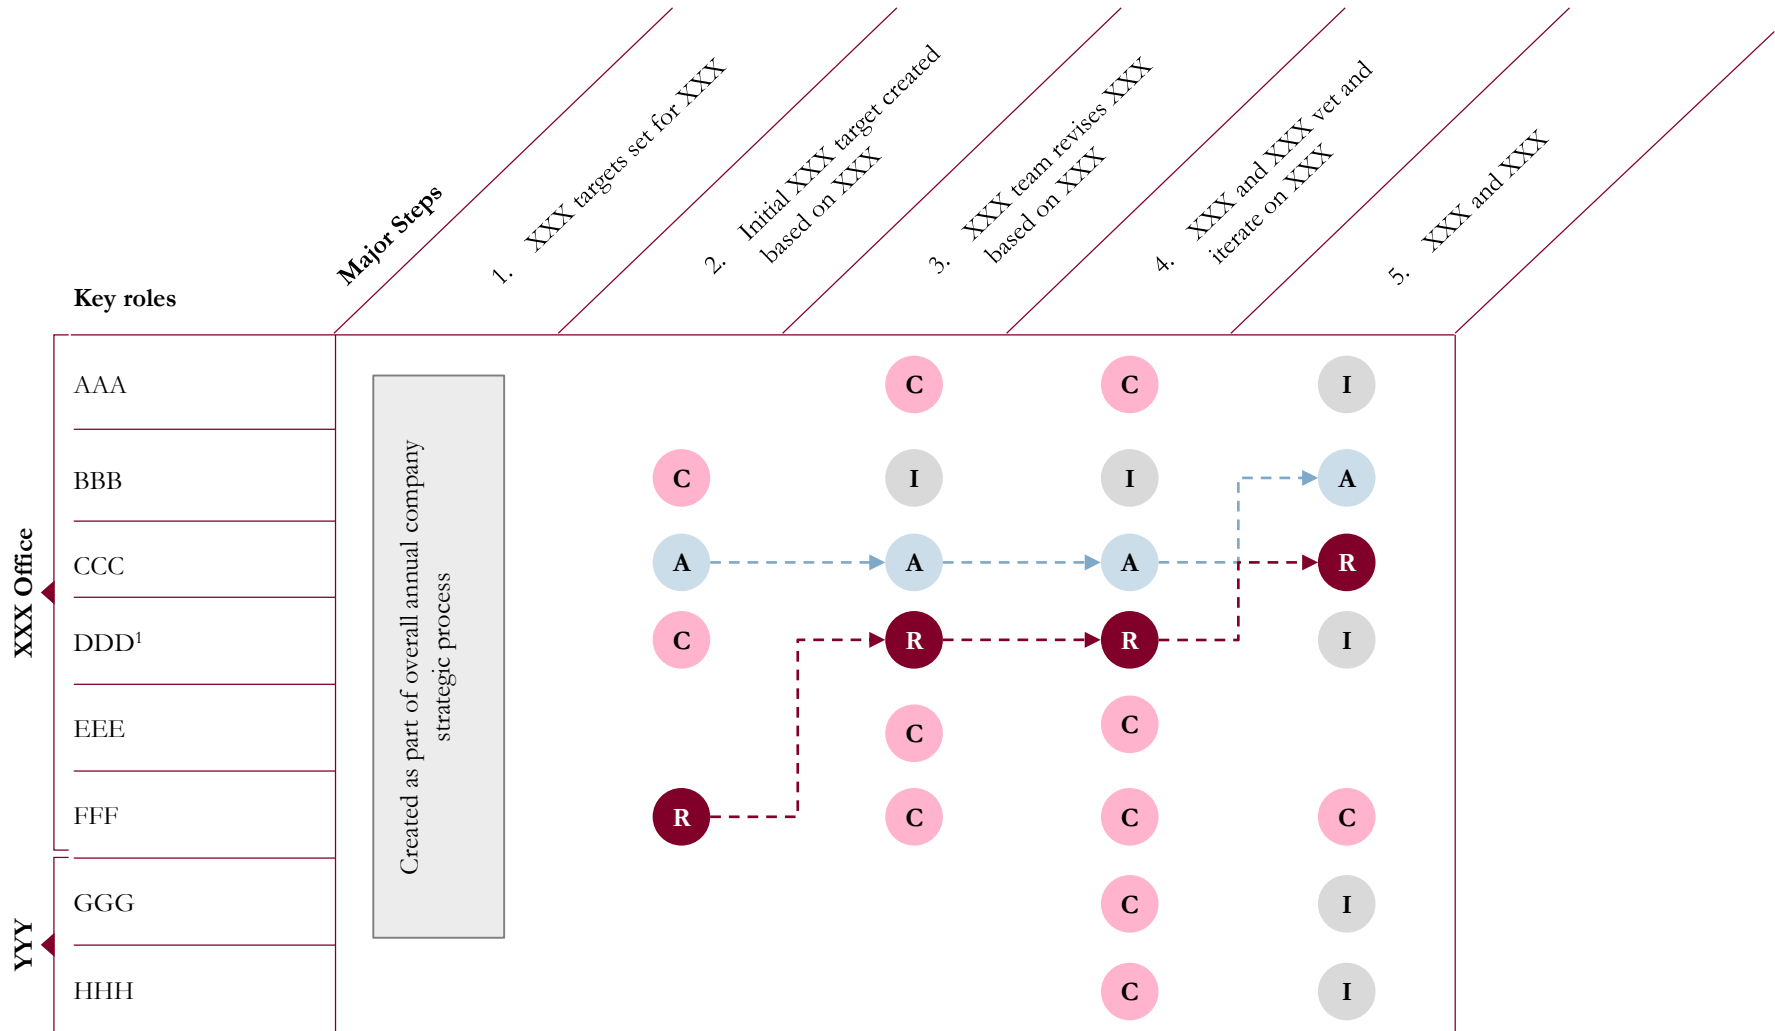 Major Steps
1. XXX targets set for XXX
2. Initial XXX target created
based on XXX
3. XXX team revises XXX
based on XXX
4. XXX and XXX vet and
iterate on XXX
5. XXX and XXX
Key roles
XXX Office
AAA
C C I
BBB
C I I A
CCC
A A A R
DDD1
C R R I
EEE
C C
FFF
R C C C
YYY
GGG
C I
HHH
C I
Created as part of overall annual company
strategic process